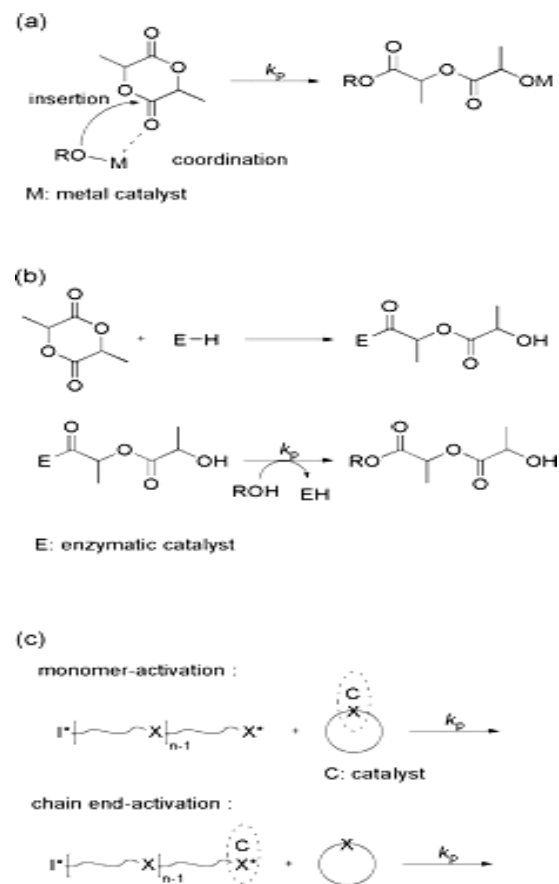 (a)
O
O
O
O
insertion
RO
M
coordination
kp
O
RO
O
O
OM
M: metal catalyst
(b)
O
O
O
O
+
E-H
O
E
O
O
OH
O
E
O
O
OH
kp
ROH
EH
O
RO
O
O
OH
E: enzymatic catalyst
(c)
monomer-activation :
I* X n-1 X* + C X kp
C: catalyst
chain end-activation :
I* X n-1 C X* + X kp